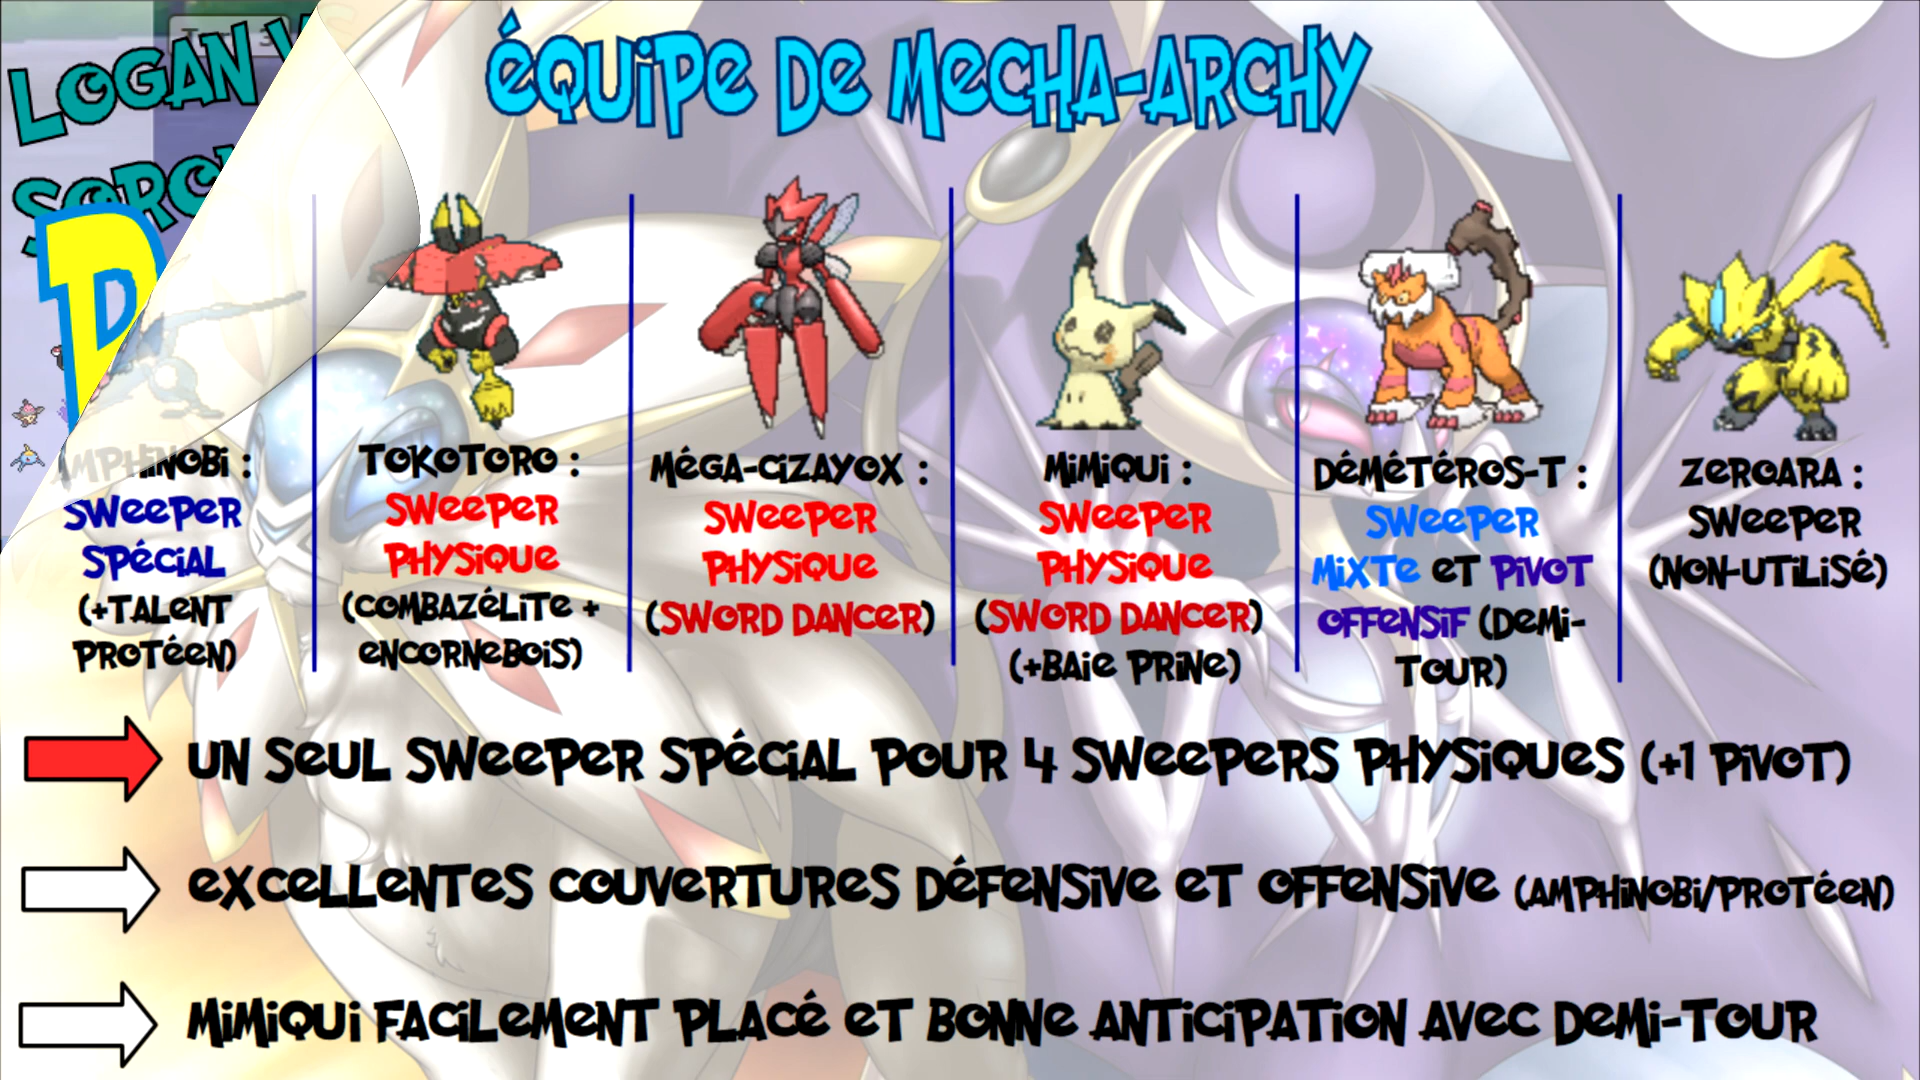 ÉQUIPE DE MECHA-ARCHY
LOGAN
AMPHINOBI :
SWEEPER
SPÉCIAL
(+TALENT
PROTÉEN)
TOKOTORO :
SWEEPER
PHYSIQUE
(COMBAZÉLITE +
ENCORNEBOIS)
MÉGA-CIZAYOX :
SWEEPER
PHYSIQUE
(SWORD DANCER)
MIMIQUI :
SWEEPER
PHYSIQUE
(SWORD DANCER)
(+BAIE PRINE)
DÉMÉTÉROS-T :
SWEEPER
MIXTE ET PIVOT
OFFENSIF (DEMI-
TOUR)
ZEROARA :
SWEEPER
(NON-UTILISÉ)
UN SEUL SWEEPER SPÉCIAL POUR 4 SWEEPERS PHYSIQUES (+1 PIVOT)
EXCELLENTES COUVERTURES DÉFENSIVE ET OFFENSIVE (AMPHINOBI/PROTÉEN)
MIMIQUI FACILEMENT PLACÉ ET BONNE ANTICIPATION AVEC DEMI-TOUR